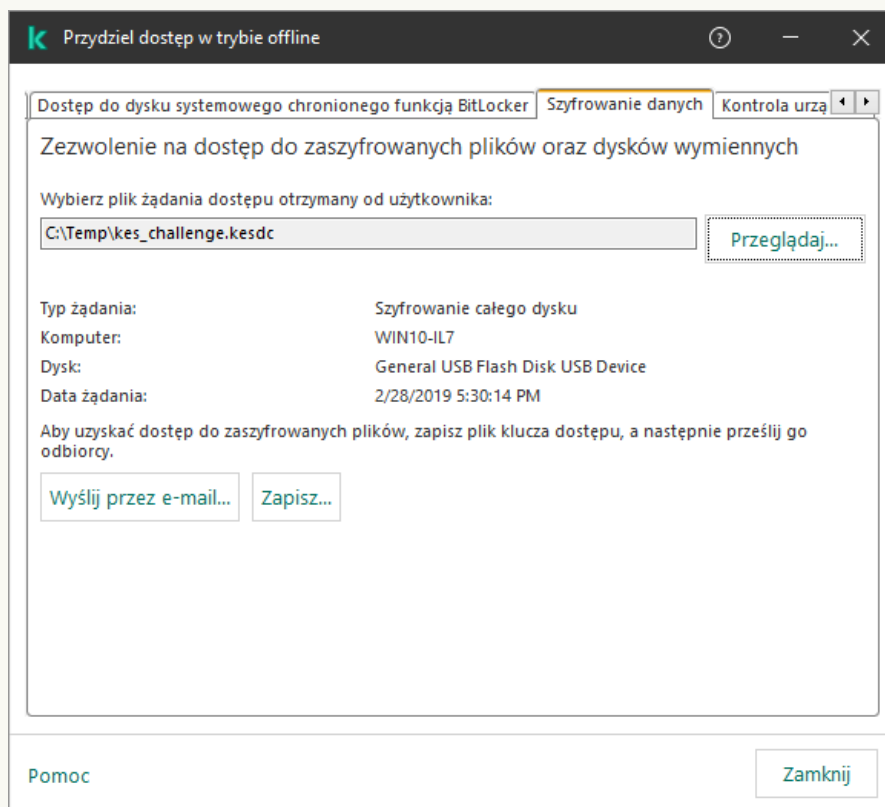 Przydziel dostęp w trybie offline
Dostęp do dysku systemowego chronionego funkcją BitLocker
Szyfrowanie danych
Kontrola urzą
Zezwolenie na dostęp do zaszyfrowanych plików oraz dysków wymiennych
Wybierz plik żądania dostępu otrzymany od użytkownika:
C:\Temp\kes_challenge.kesdc
Przeglądaj...
Typ żądania: Szyfrowanie całego dysku
Komputer: WIN10-IL7
Dysk: General USB Flash Disk USB Device
Data żądania: 2/28/2019 5:30:14 PM
Aby uzyskać dostęp do zaszyfrowanych plików, zapisz plik klucza dostępu, a następnie prześlij go
odbiorcy.
Wyślij przez e-mail...
Zapisz...
Pomoc
Zamknij